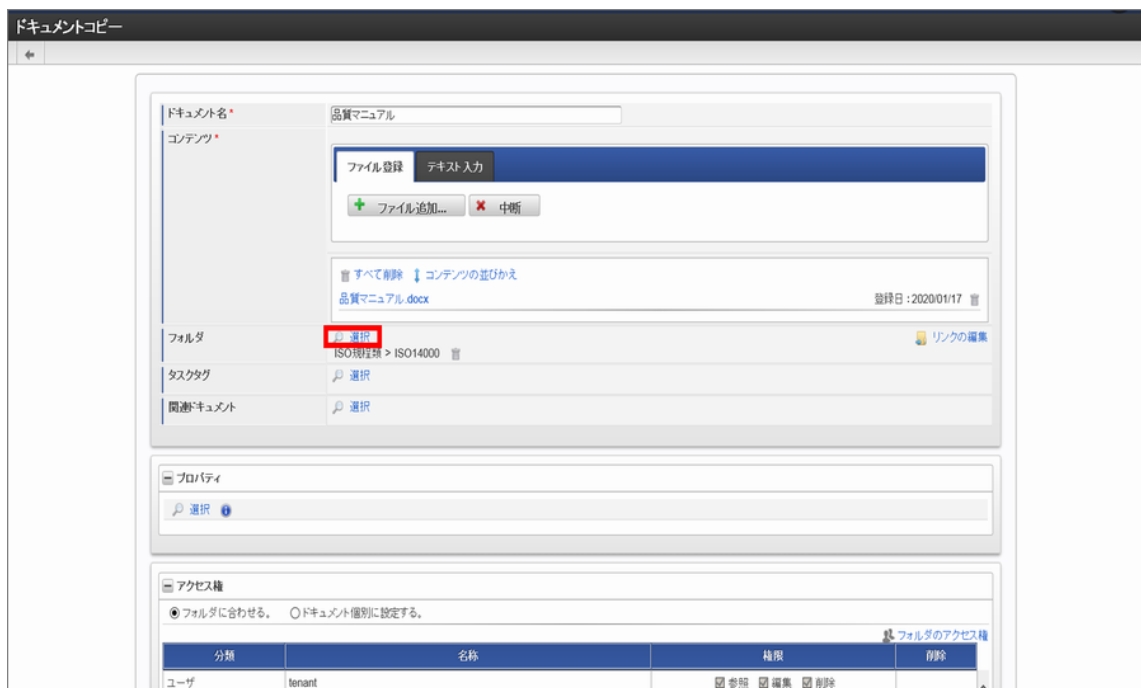 ドキュメントコピー
ドキュメント名*
品質マニュアル
コンテンツ*
ファイル登録 テキスト入力
ファイル追加... 中断
すべて削除 コンテンツの並びかえ
品質マニュアル.docx 登録日:2020/01/17
フォルダ 選択 リンクの編集
ISO規程類 > ISO14000
タスクタグ 選択
関連ドキュメント 選択
プロパティ
選択
アクセス権
フォルダに合わせる。 ドキュメント個別に設定する。
フォルダのアクセス権
分類 名称 権限 削除
ユーザ tenant 参照 編集 削除